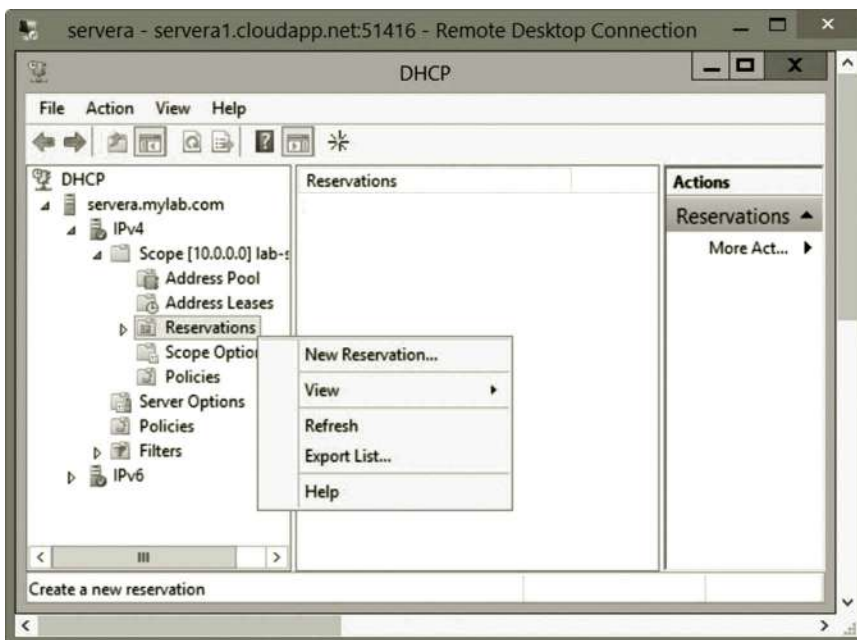 servera - servera1.cloudapp.net:51416 - Remote Desktop Connection
DHCP
File Action View Help
DHCP
servera.mylab.com
IPv4
Scope [10.0.0.0] lab-s
Address Pool
Address Leases
Reservations
Scope Optio
Policies
Server Options
Policies
Filters
IPv6
New Reservation...
View
Refresh
Export List...
Help
Reservations
Actions
Reservations
More Act...
Create a new reservation